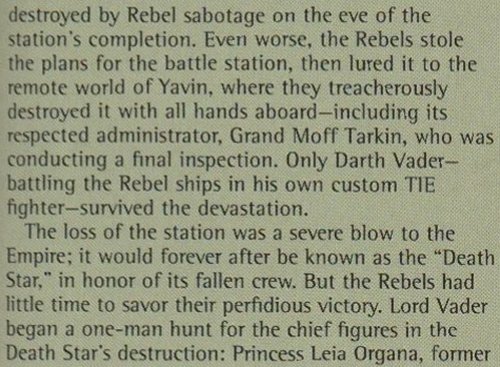 destroyed by Rebel sabotage on the eve of the
station's completion. Even worse, the Rebels stole
the plans for the battle station, then lured it to the
remote world of Yavin, where they treacherously
destroyed it with all hands aboard—including its
respected administrator, Grand Moff Tarkin, who was
conducting a final inspection. Only Darth Vader—
battling the Rebel ships in his own custom TIE
fighter—survived the devastation.
The loss of the station was a severe blow to the
Empire; it would forever after be known as the "Death
Star," in honor of its fallen crew. But the Rebels had
little time to savor their perfidious victory. Lord Vader
began a one-man hunt for the chief figures in the
Death Star's destruction: Princess Leia Organa, former